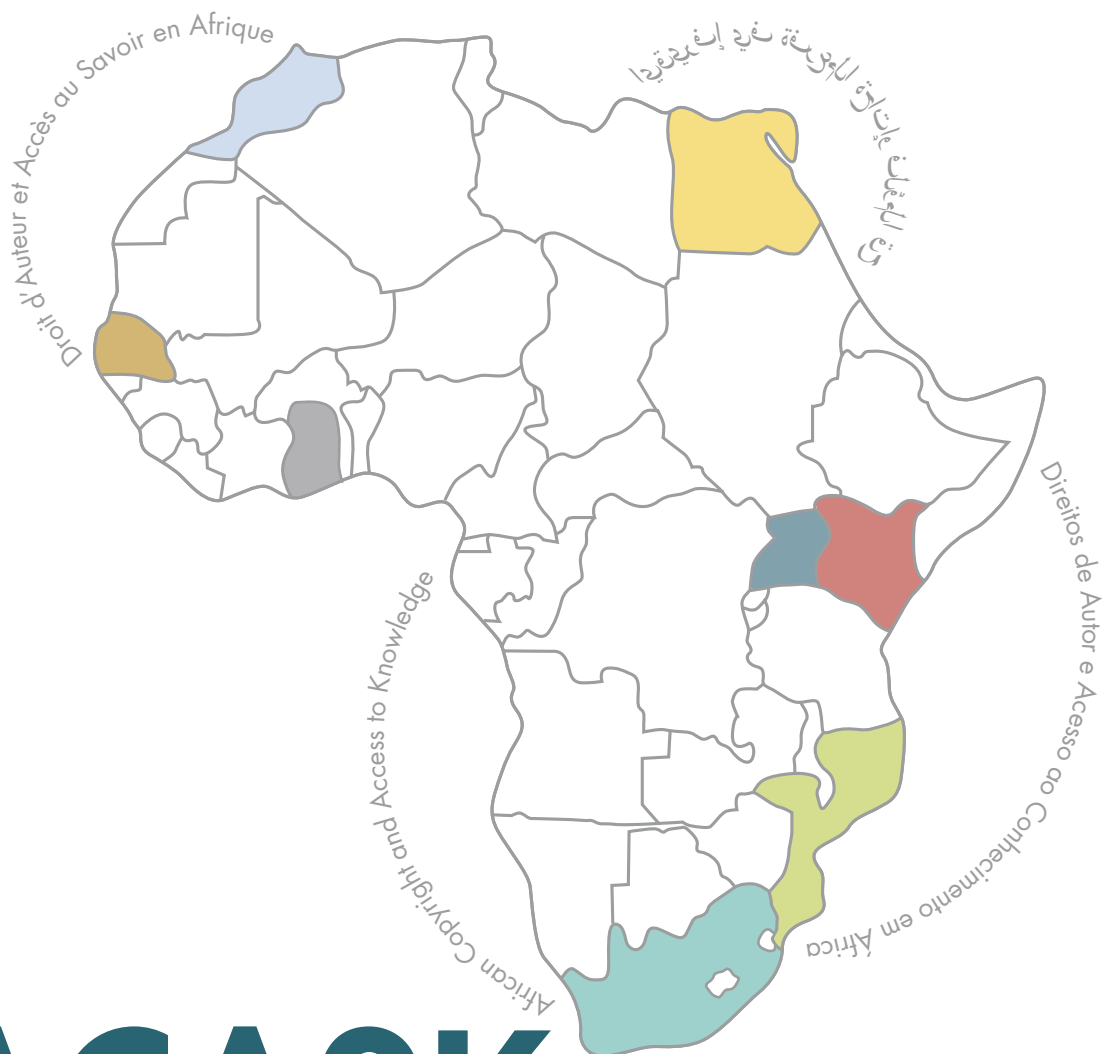 Droit d'Auteur et Accès au Savoir en Afrique
Direitos de Autor e Acesso ao Conhecimento em África
African Copyright and Access to Knowledge